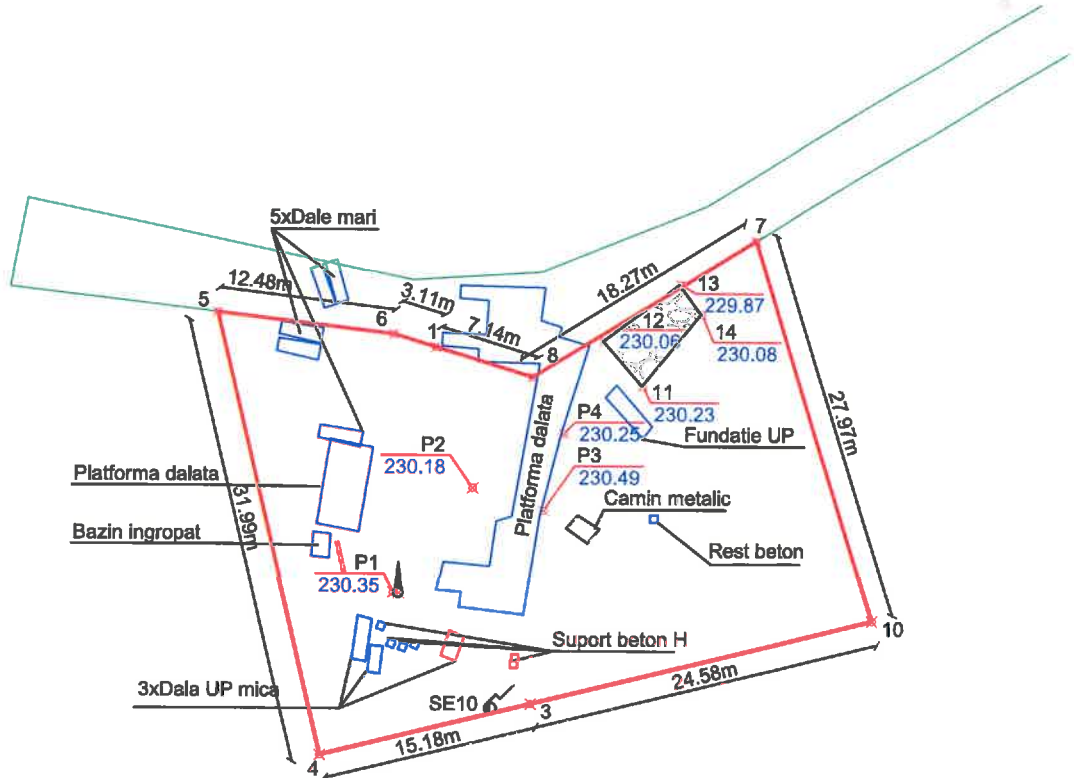 5xDale mari
7
12.48m
18.27m
13
229.87
5
3.11m
6
1
7.14m
12
230.06
14
230.08
8
11
230.23
27.97m
P4
230.25
Fundatie UP
P2
230.18
Platforma dalata
P3
230.49
Platforma dalata
Camin metalic
31.99m
Bazin ingropat
Rest beton
P1
230.35
10
Suport beton H
3xDala UP mica
24.58m
SE10
3
15.18m
4